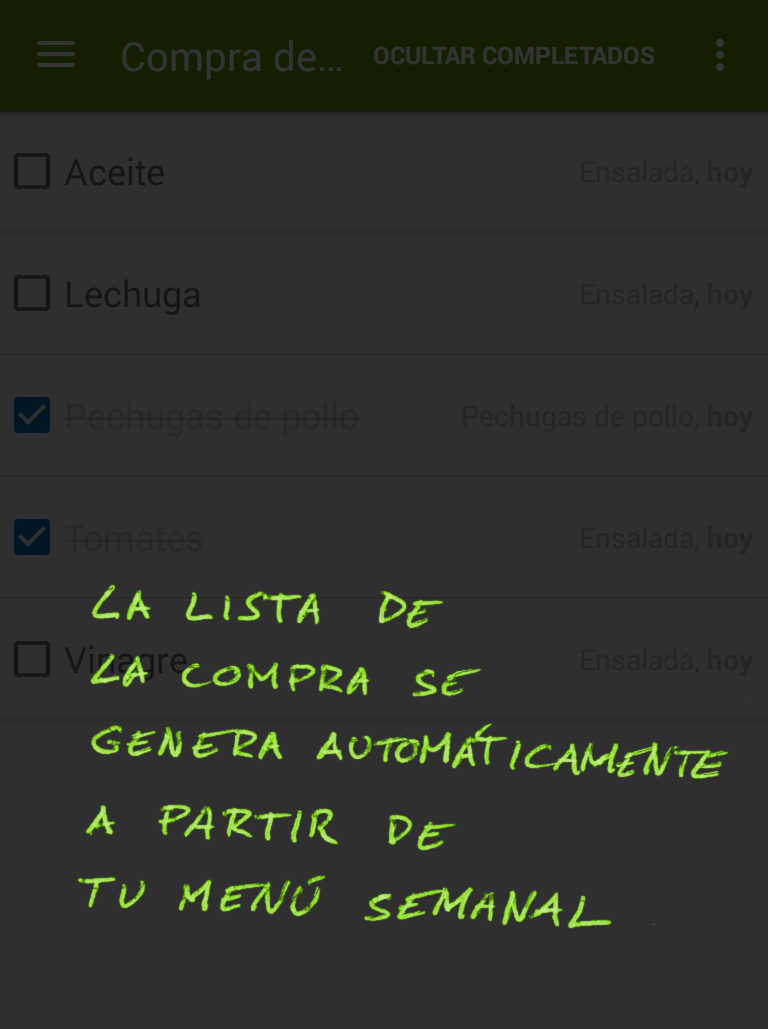 Compra de... OCULTAR COMPLETADOS
Aceite Ensalada, hoy
Lechuga Ensalada, hoy
Pechugas de pollo Pechugas de pollo, hoy
Tomates Ensalada, hoy
LA LISTA DE
Vinagre Ensalada, hoy
LA COMPRA SE
GENERA AUTOMÁTICAMENTE
A PARTIR DE
TU MENÚ SEMANAL